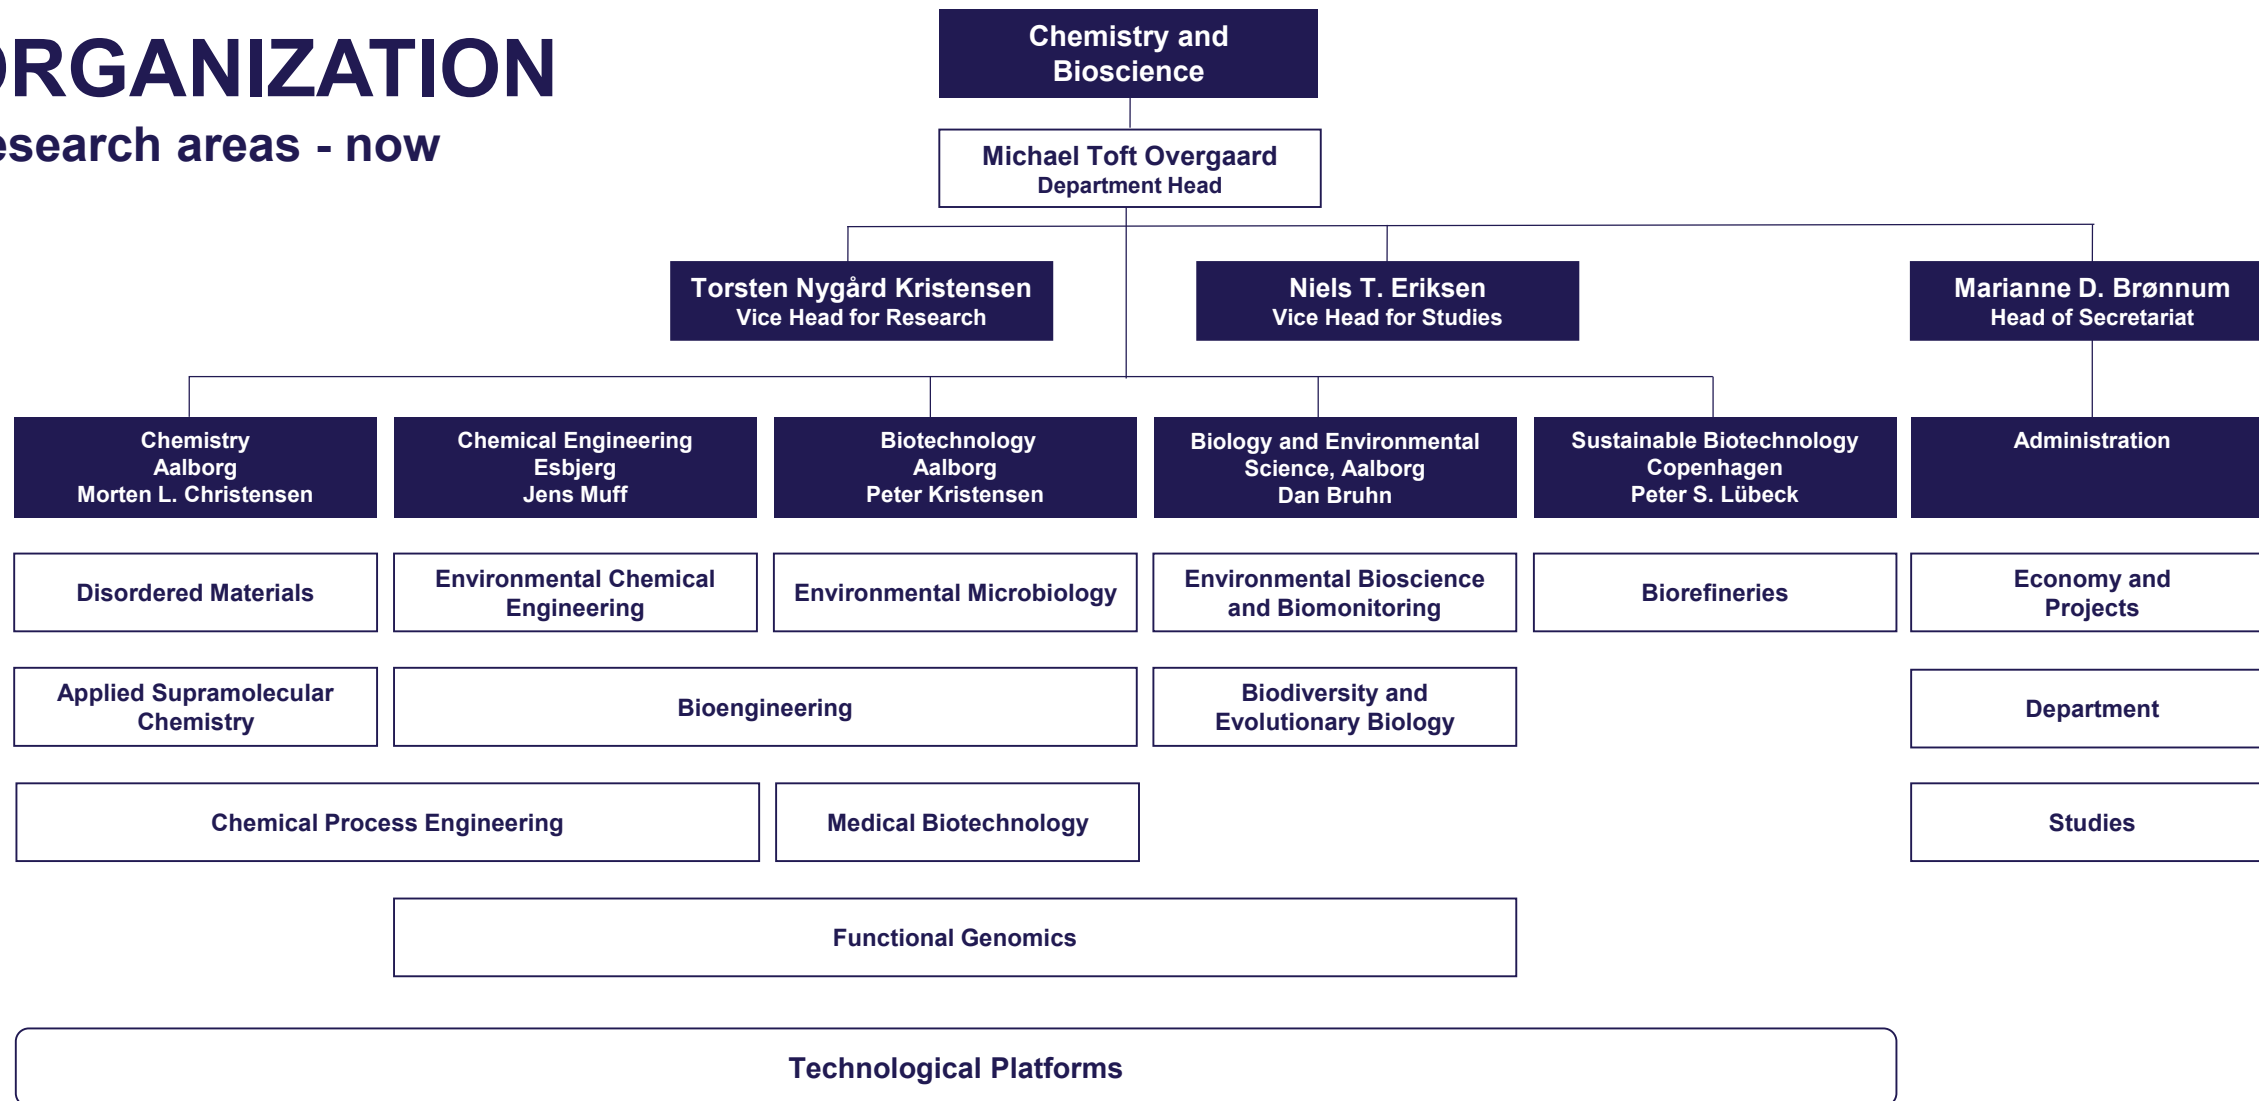 ORGANIZATION
esearch areas - now
Chemistry and
Bioscience
Michael Toft Overgaard
Department Head
Torsten Nygård Kristensen
Vice Head for Research
Niels T. Eriksen
Vice Head for Studies
Marianne D. Brønnum
Head of Secretariat
Chemistry
Aalborg
Morten L. Christensen
Chemical Engineering
Esbjerg
Jens Muff
Biotechnology
Aalborg
Peter Kristensen
Biology and Environmental
Science, Aalborg
Dan Bruhn
Sustainable Biotechnology
Copenhagen
Peter S. Lübeck
Administration
Disordered Materials
Environmental Chemical
Engineering
Environmental Microbiology
Environmental Bioscience
and Biomonitoring
Biorefineries
Economy and
Projects
Applied Supramolecular
Chemistry
Bioengineering
Biodiversity and
Evolutionary Biology
Department
Chemical Process Engineering
Medical Biotechnology
Studies
Functional Genomics
Technological Platforms